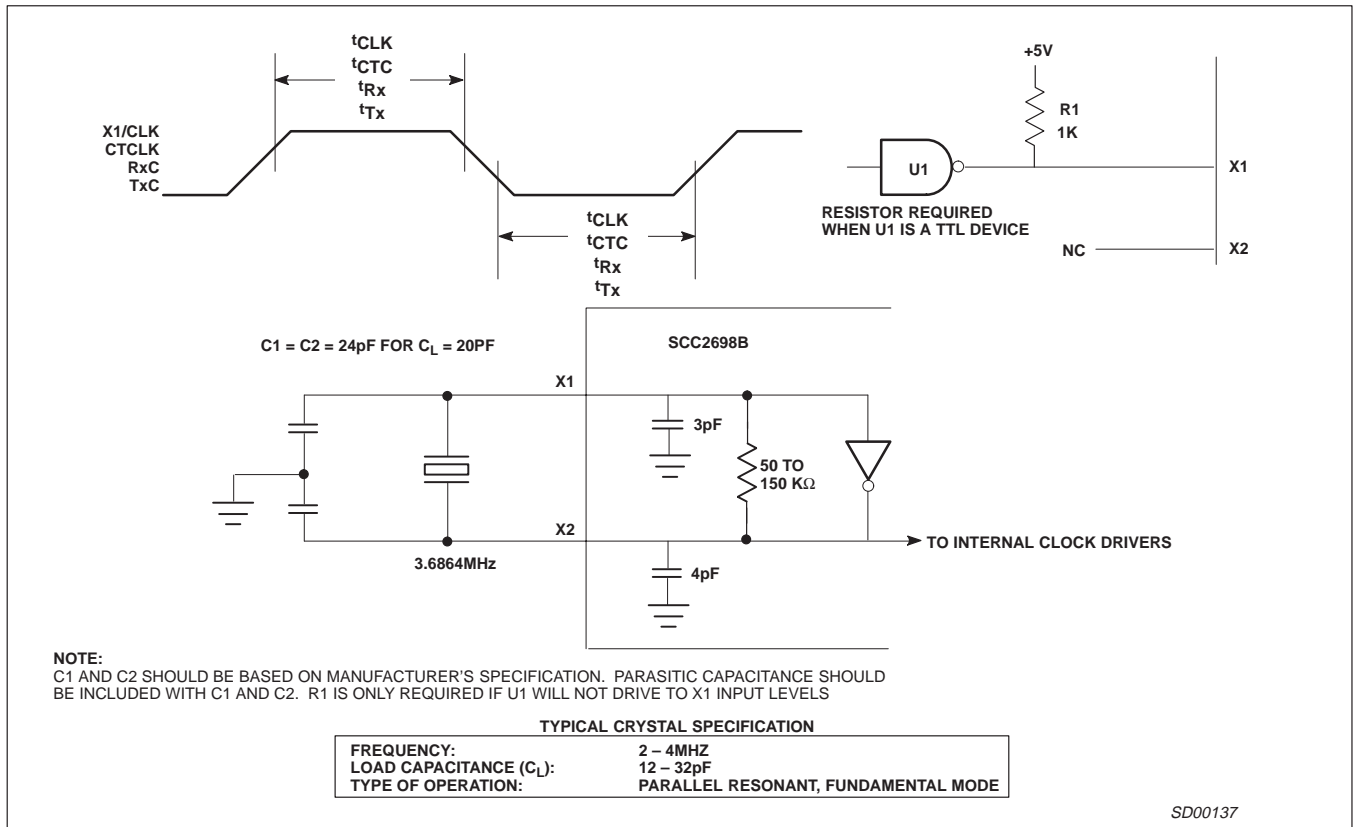 tCLK
tCTC
tRx
tTx
X1/CLK
CTCLK
RxC
TxC
tCLK
tCTC
tRx
tTx
+5V
R1
1K
U1
X1
RESISTOR REQUIRED
WHEN U1 IS A TTL DEVICE
NC
X2
C1 = C2 = 24pF FOR CL = 20PF
SCC2698B
X1
3pF
50 TO
150 KΩ
X2
TO INTERNAL CLOCK DRIVERS
3.6864MHz
4pF
NOTE:
C1 AND C2 SHOULD BE BASED ON MANUFACTURER'S SPECIFICATION. PARASITIC CAPACITANCE SHOULD
BE INCLUDED WITH C1 AND C2. R1 IS ONLY REQUIRED IF U1 WILL NOT DRIVE TO X1 INPUT LEVELS
TYPICAL CRYSTAL SPECIFICATION
FREQUENCY: 2 – 4MHZ
LOAD CAPACITANCE (CL): 12 – 32pF
TYPE OF OPERATION: PARALLEL RESONANT, FUNDAMENTAL MODE
SD00137